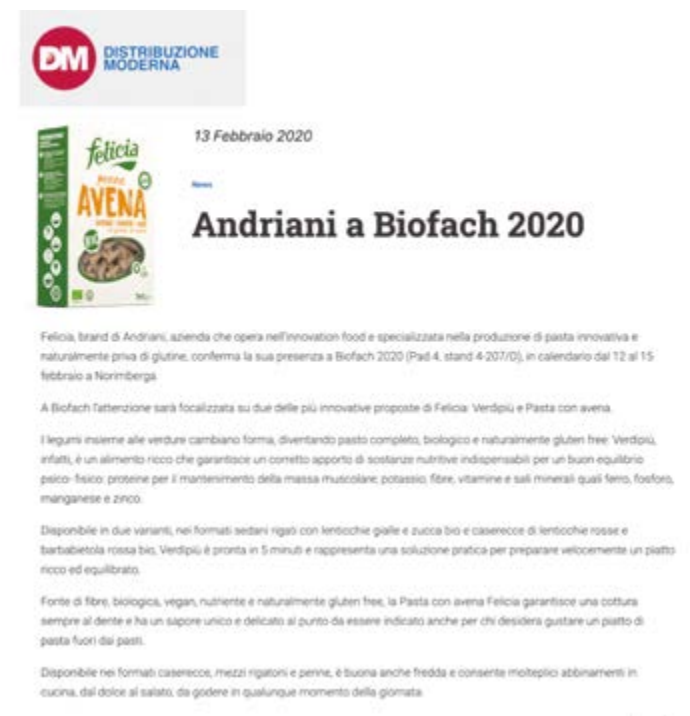 DM DISTRIBUZIONE
MODERNA
13 Febbraio 2020
felicia
AVENA
BIO
News
Andriani a Biofach 2020
Felicia, brand di Andriani, azienda che opera nell'innovation food e specializzata nella produzione di pasta innovativa e
naturalmente priva di glutine, conferma la sua presenza a Biofach 2020 (Pad.4, stand 4-207/D), in calendario dal 12 al 15
febbraio a Norimberga.
A Biofach l'attenzione sarà focalizzata su due delle più innovative proposte di Felicia: Verdipiù e Pasta con avena.
I legumi insieme alle verdure cambiano forma, diventando pasto completo, biologico e naturalmente gluten free. Verdipiù,
infatti, è un alimento ricco che garantisce un corretto apporto di sostanze nutritive indispensabili per un buon equilibrio
psico- fisico: proteine per il mantenimento della massa muscolare; potassio, fibre, vitamine e sali minerali quali ferro, fosforo,
manganese e zinco.
Disponibile in due varianti, nei formati sedani rigati con lenticchie gialle e zucca bio e caserecce di lenticchie rosse e
barbabietola rossa bio, Verdipiù è pronta in 5 minuti e rappresenta una soluzione pratica per preparare velocemente un piatto
ricco ed equilibrato.
Fonte di fibre, biologica, vegan, nutriente e naturalmente gluten free, la Pasta con avena Felicia garantisce una cottura
sempre al dente e ha un sapore unico e delicato al punto da essere indicato anche per chi desidera gustare un piatto di
pasta fuori dai pasti.
Disponibile nei formati caserecce, mezzi rigatoni e penne, è buona anche fredda e consente molteplici abbinamenti in
cucina, dal dolce al salato, da godere in qualunque momento della giornata.